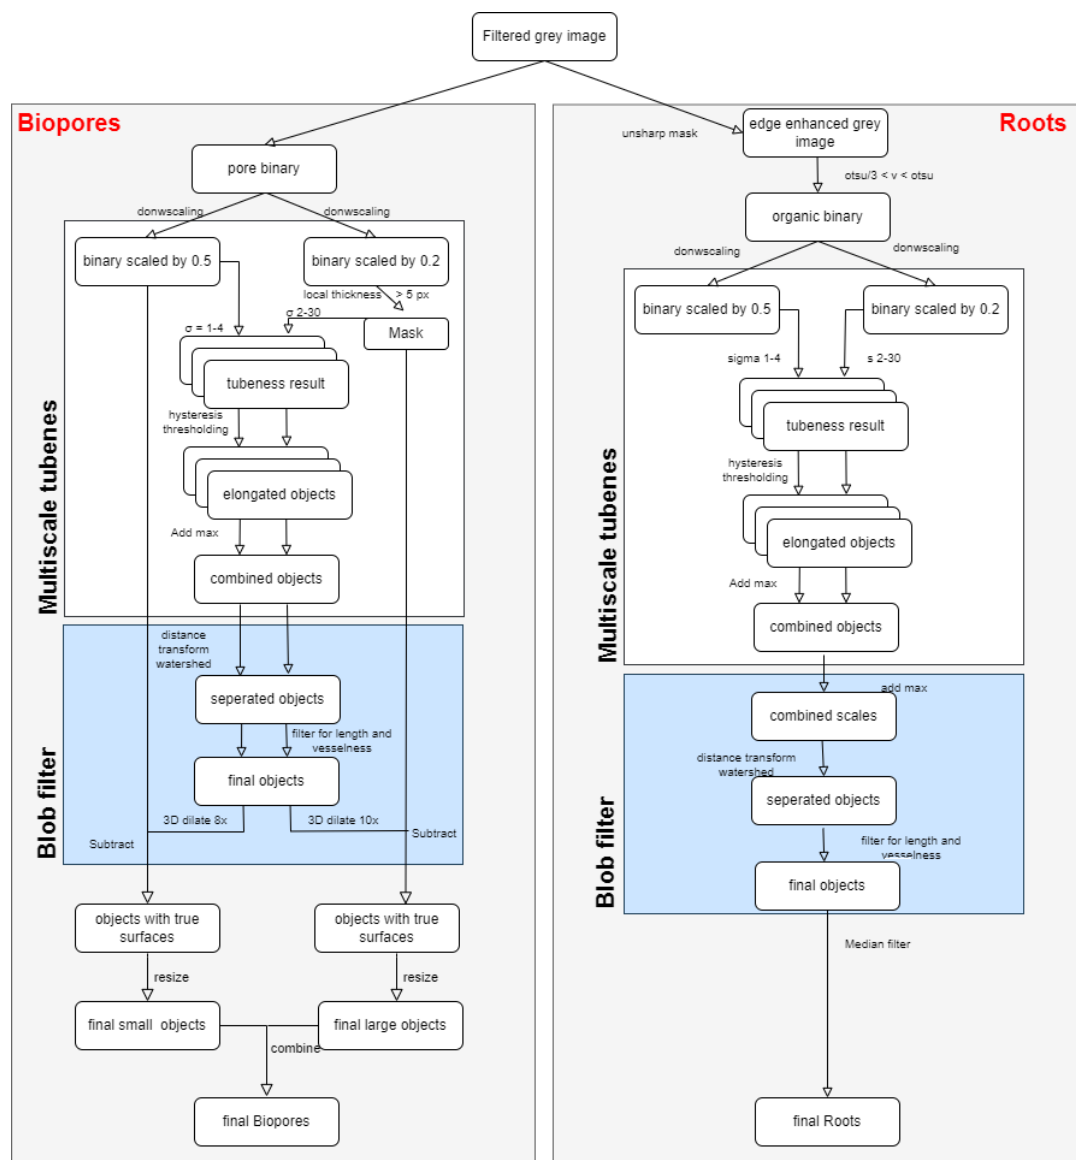 Filtered grey image
Biopores
pore binary
donwscaling
donwscaling
binary scaled by 0.5
binary scaled by 0.2
local thickness > 5 px
σ = 1-4
σ 2-30
Mask
tubeness result
hysteresis
thresholding
elongated objects
Add max
combined objects
Multiscale tubenes
distance
transform
watershed
seperated objects
filter for length and
vesselness
final objects
3D dilate 8x
3D dilate 10x
Subtract
Subtract
Blob filter
objects with true
surfaces
objects with true
surfaces
resize
resize
final small objects
final large objects
combine
final Biopores
Roots
unsharp mask
edge enhanced grey
image
otsu/3 < v < otsu
organic binary
donwscaling
donwscaling
binary scaled by 0.5
binary scaled by 0.2
sigma 1-4
s 2-30
tubeness result
hysteresis
thresholding
elongated objects
Add max
combined objects
Multiscale tubenes
add max
combined scales
distance transform
watershed
seperated objects
filter for length and
vesselness
final objects
Blob filter
Median filter
final Roots